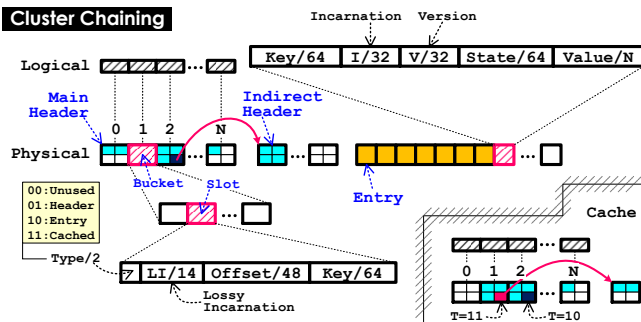 Cluster Chaining
Incarnation Version
Key/64 I/32 V/32 State/64 Value/N
Logical ...
Main
Header
Indirect
Header
0 1 2 N
Physical ... ... ...
Bucket Slot
Entry
00:Unused
01:Header
10:Entry
11:Cached
...
Type/2
LI/14 Offset/48 Key/64
Lossy
Incarnation
Cache
...
0 1 2 N
... ...
T=11 T=10